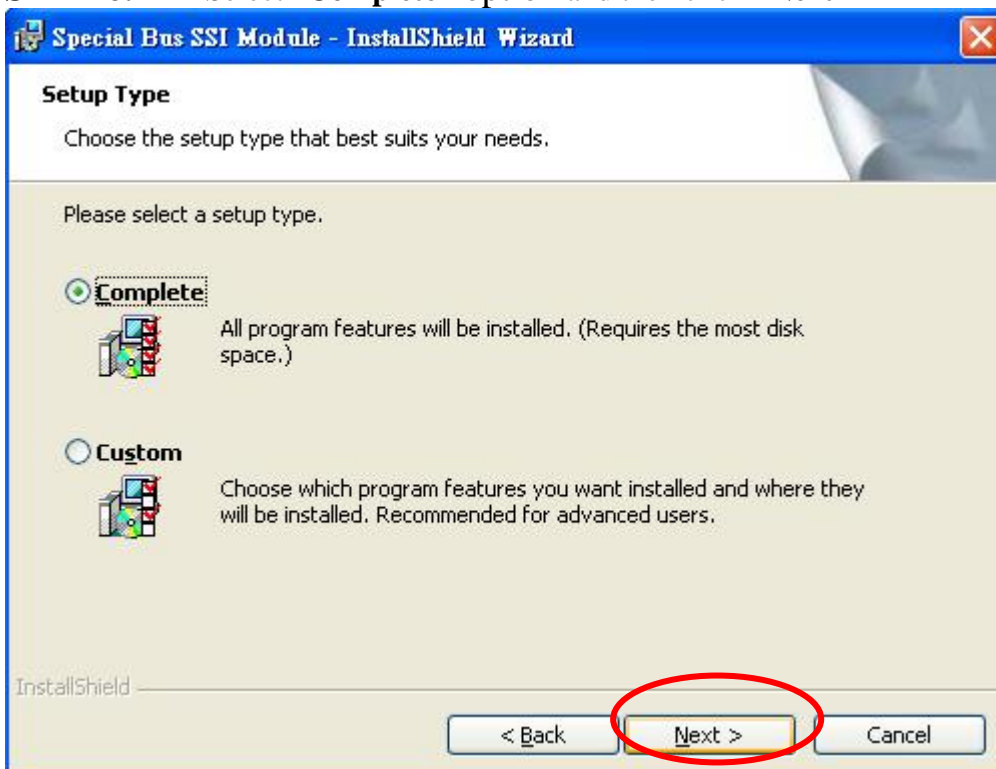 Special Bus SSI Module - InstallShield Wizard
Setup Type
Choose the setup type that best suits your needs.
Please select a setup type.
Complete
All program features will be installed. (Requires the most disk
space.)
Custom
Choose which program features you want installed and where they
will be installed. Recommended for advanced users.
InstallShield
< Back Next > Cancel